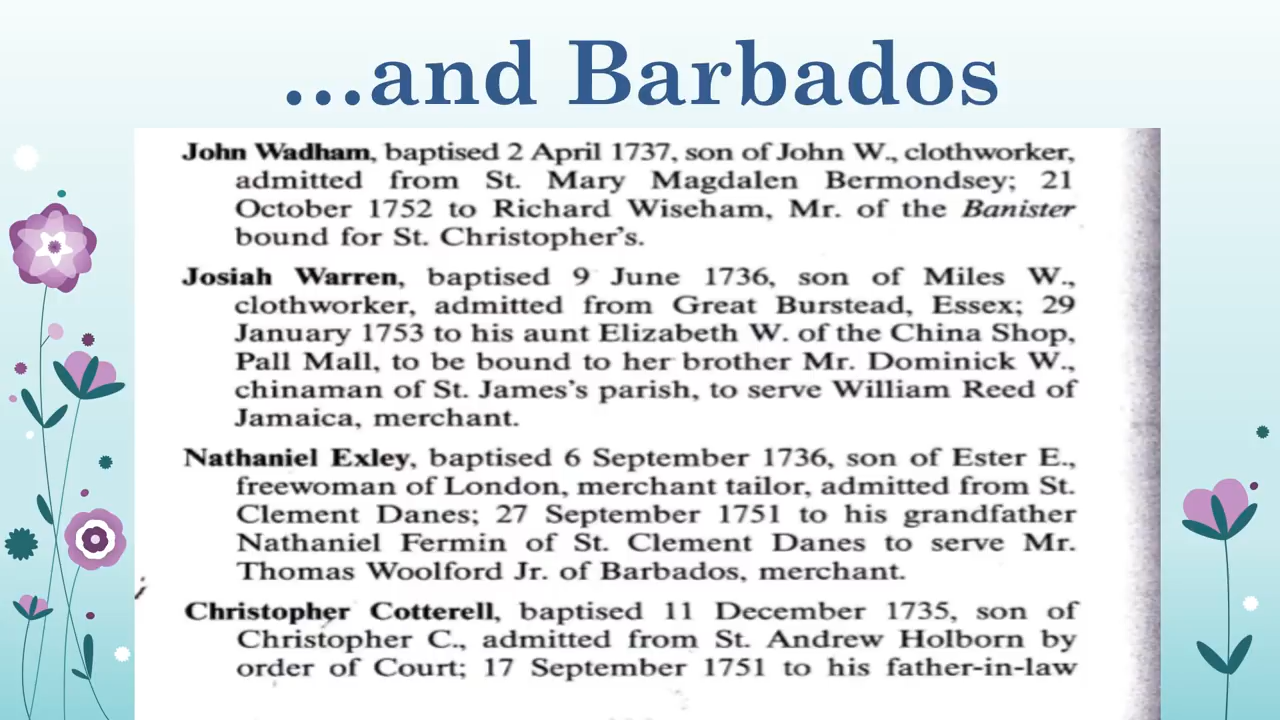 ...and Barbados
John Wadham, baptised 2 April 1737, son of John W., clothworker,
admitted from St. Mary Magdalen Bermondsey; 21
October 1752 to Richard Wiseham, Mr. of the Banister
bound for St. Christopher's.
Josiah Warren, baptised 9 June 1736, son of Miles W.,
clothworker, admitted from Great Burstead, Essex; 29
January 1753 to his aunt Elizabeth W. of the China Shop,
Pall Mall, to be bound to her brother Mr. Dominick W.,
chinaman of St. James's parish, to serve William Reed of
Jamaica, merchant.
Nathaniel Exley, baptised 6 September 1736, son of Ester E.,
freewoman of London, merchant tailor, admitted from St.
Clement Danes; 27 September 1751 to his grandfather
Nathaniel Fermin of St. Clement Danes to serve Mr.
Thomas Woolford Jr. of Barbados, merchant.
Christopher Cotterell, baptised 11 December 1735, son of
Christopher C., admitted from St. Andrew Holborn by
order of Court; 17 September 1751 to his father-in-law